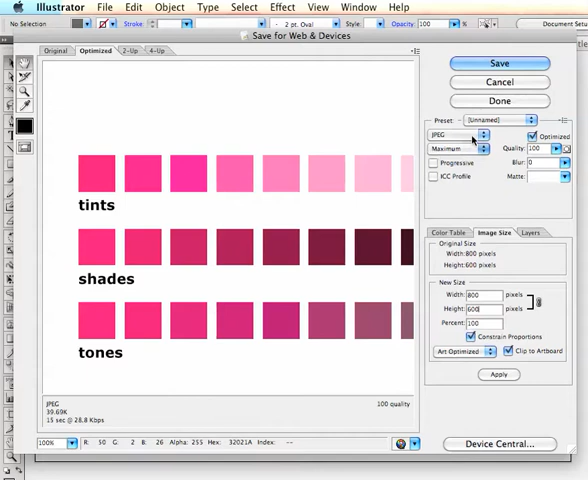 Illustrator File Edit Object Type Select Effect View Window Help
No Selection Stroke: 2 pt. Oval Style: Opacity: 100 % Document Setu
Save for Web & Devices
Original Optimized 2-Up 4-Up
Save
Cancel
Done
Preset: [Unnamed]
JPEG Optimized
Maximum Quality: 100
Progressive Blur: 0
ICC Profile Matte:
tints
shades
tones
Color Table Image Size Layers
Original Size
Width: 800 pixels
Height: 600 pixels
New Size
Width: 800 pixels
Height: 600 pixels
Percent: 100
Constrain Proportions
Art Optimized Clip to Artboard
Apply
JPEG 100 quality
39.69K
15 sec @ 28.8 Kbps
100% R: 50 G: 2 B: 26 Alpha: 255 Hex: 32021A Index: --
Device Central...